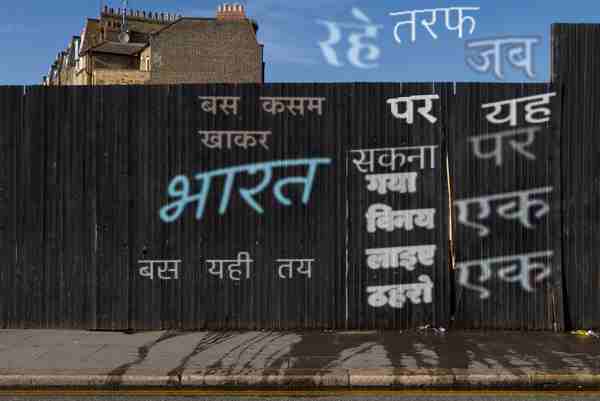 रहे
तरफ
जब
बस कसम
खाकर
भारत
बस यही तय
पर
सकना
गया
विनय
लाइए
ठहरो
यह
पर
एक
एक